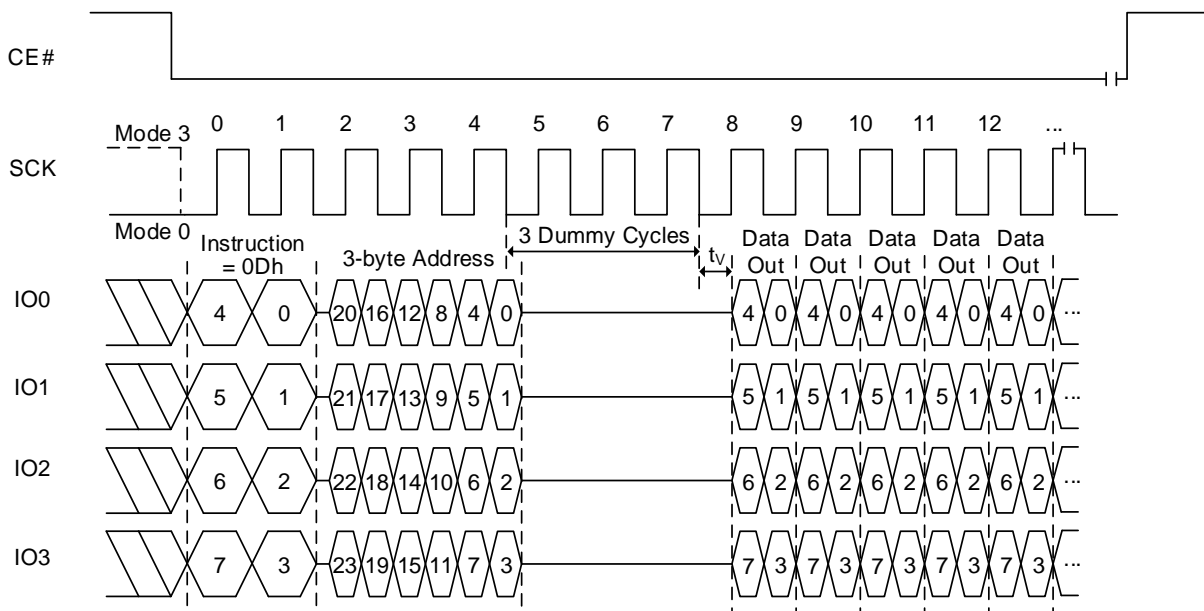 CE#
Mode 3
0 1 2 3 4 5 6 7 8 9 10 11 12 ...
SCK
Mode 0
Instruction
= 0Dh
3-byte Address
3 Dummy Cycles
tV
Data
Out
Data
Out
Data
Out
Data
Out
Data
Out
IO0
4 0 20 16 12 8 4 0 4 0 4 0 4 0 4 0 4 0 ...
IO1
5 1 21 17 13 9 5 1 5 1 5 1 5 1 5 1 5 1 ...
IO2
6 2 22 18 14 10 6 2 6 2 6 2 6 2 6 2 6 2 ...
IO3
7 3 23 19 15 11 7 3 7 3 7 3 7 3 7 3 7 3 ...